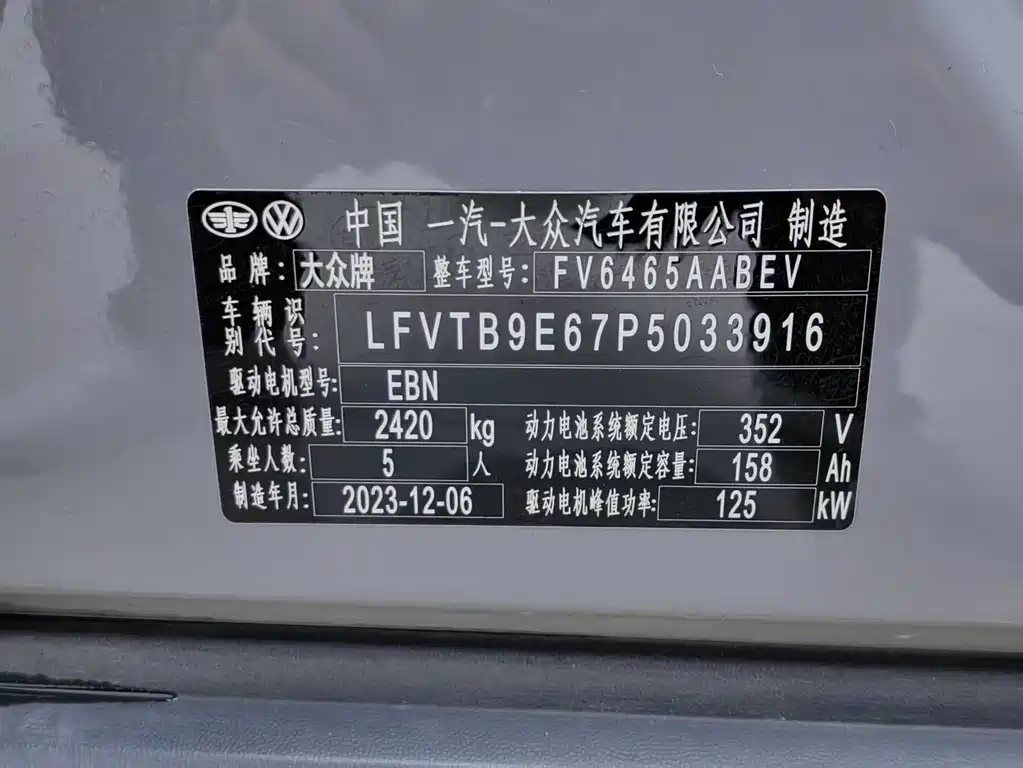 中国 一汽-大众汽车有限公司 制造
品牌: 大众牌 整车型号: FV6465AABEV
车辆识别代号: LFVTB9E67P5033916
驱动电机型号: EBN
最大允许总质量: 2420 kg 动力电池系统额定电压: 352 V
乘坐人数: 5 人 动力电池系统额定容量: 158 Ah
制造年月: 2023-12-06 驱动电机峰值功率: 125 kW